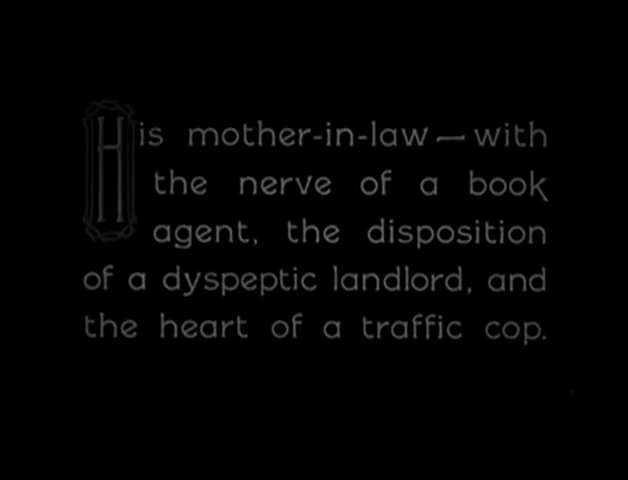 His mother-in-law — with
the nerve of a book
agent, the disposition
of a dyspeptic landlord, and
the heart of a traffic cop.